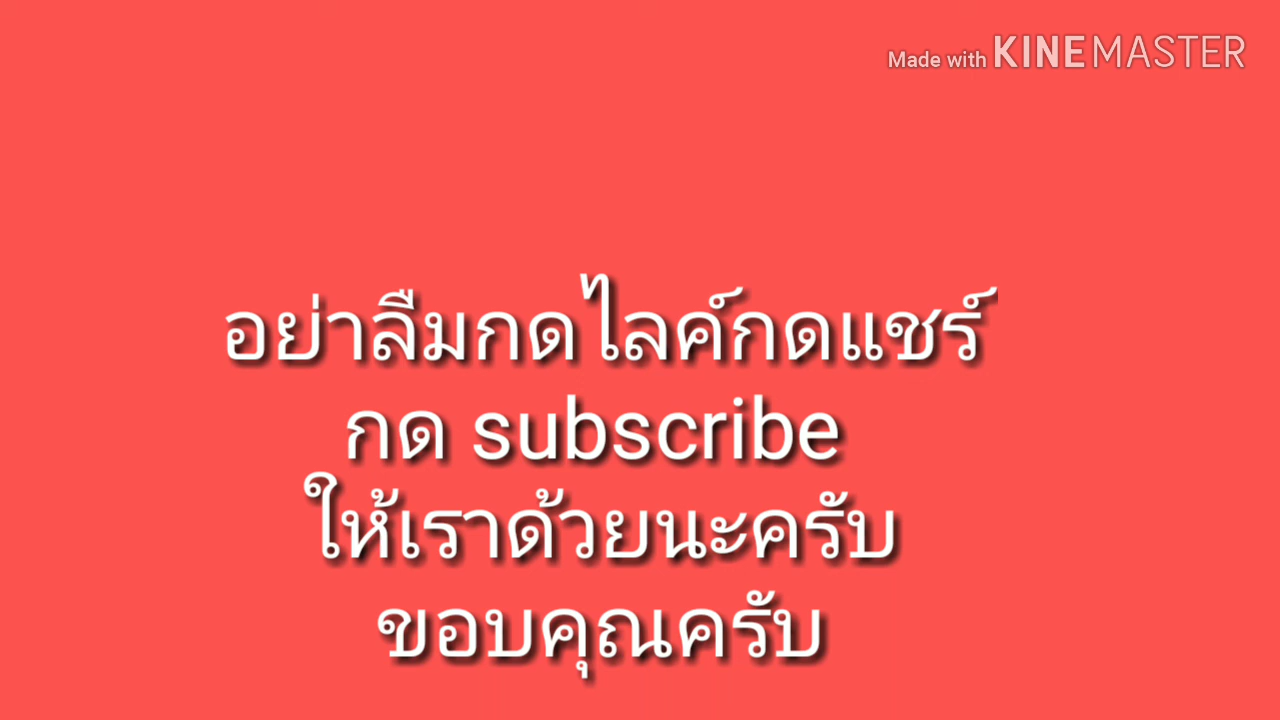 Made with KINEMASTER
อย่าลืมกดไลค์กดแชร์
กด subscribe
ให้เราด้วยนะครับ
ขอบคุณครับ